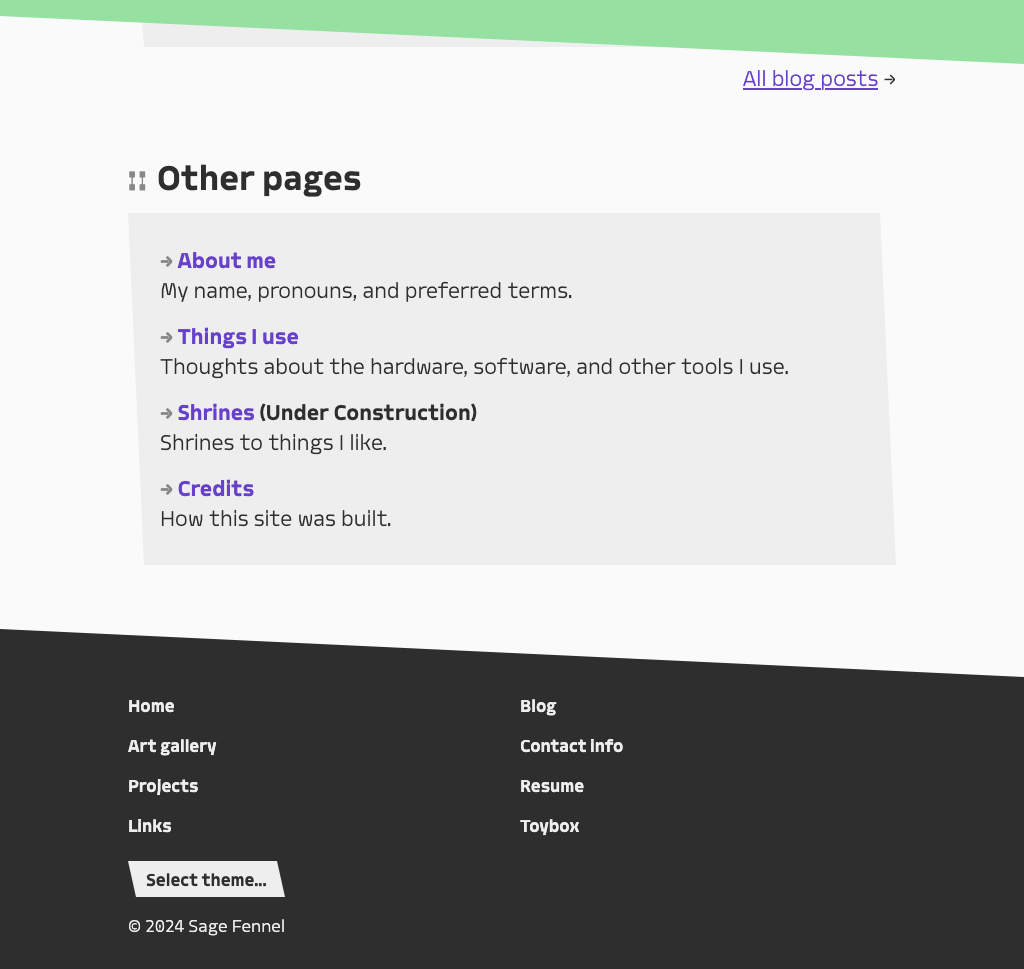 All blog posts →
Other pages
→ About me
My name, pronouns, and preferred terms.
→ Things I use
Thoughts about the hardware, software, and other tools I use.
→ Shrines (Under Construction)
Shrines to things I like.
→ Credits
How this site was built.
Home
Art gallery
Projects
Links
Blog
Contact info
Resume
Toybox
Select theme...
© 2024 Sage Fennel